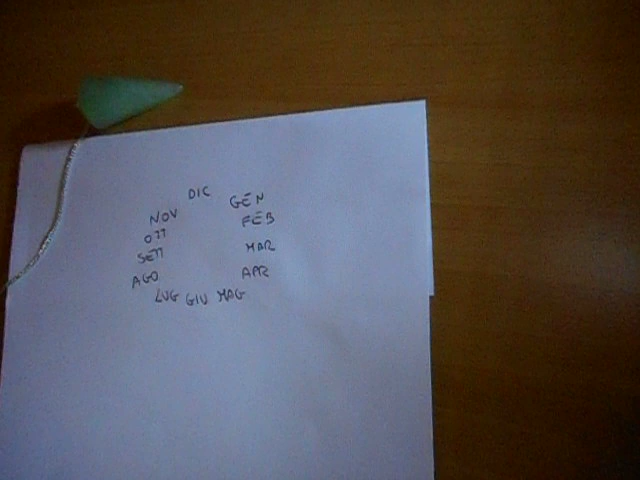 DIC
GEN
FEB
MAR
APR
MAG
GIU
LUG
AGO
SETT
OTT
NOV